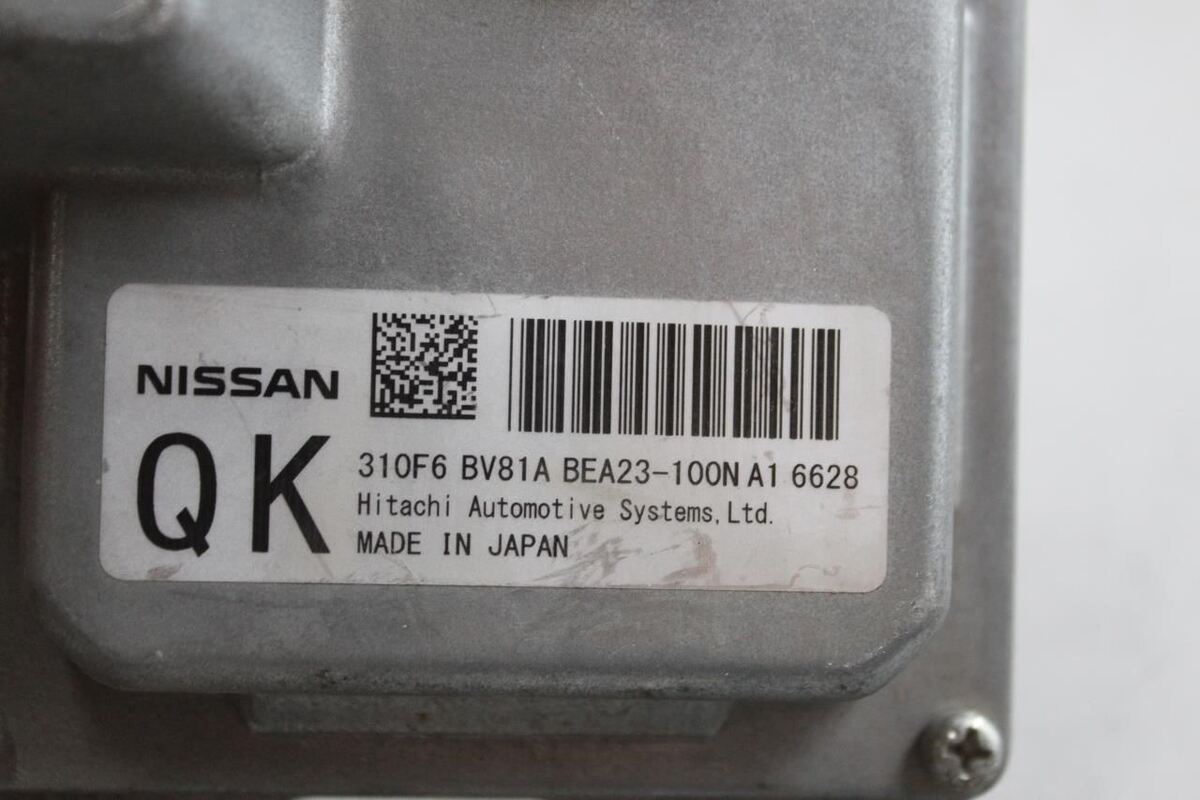 NISSAN
QK
310F6 BV81A BEA23-100N A1 6628
Hitachi Automotive Systems,Ltd.
MADE IN JAPAN